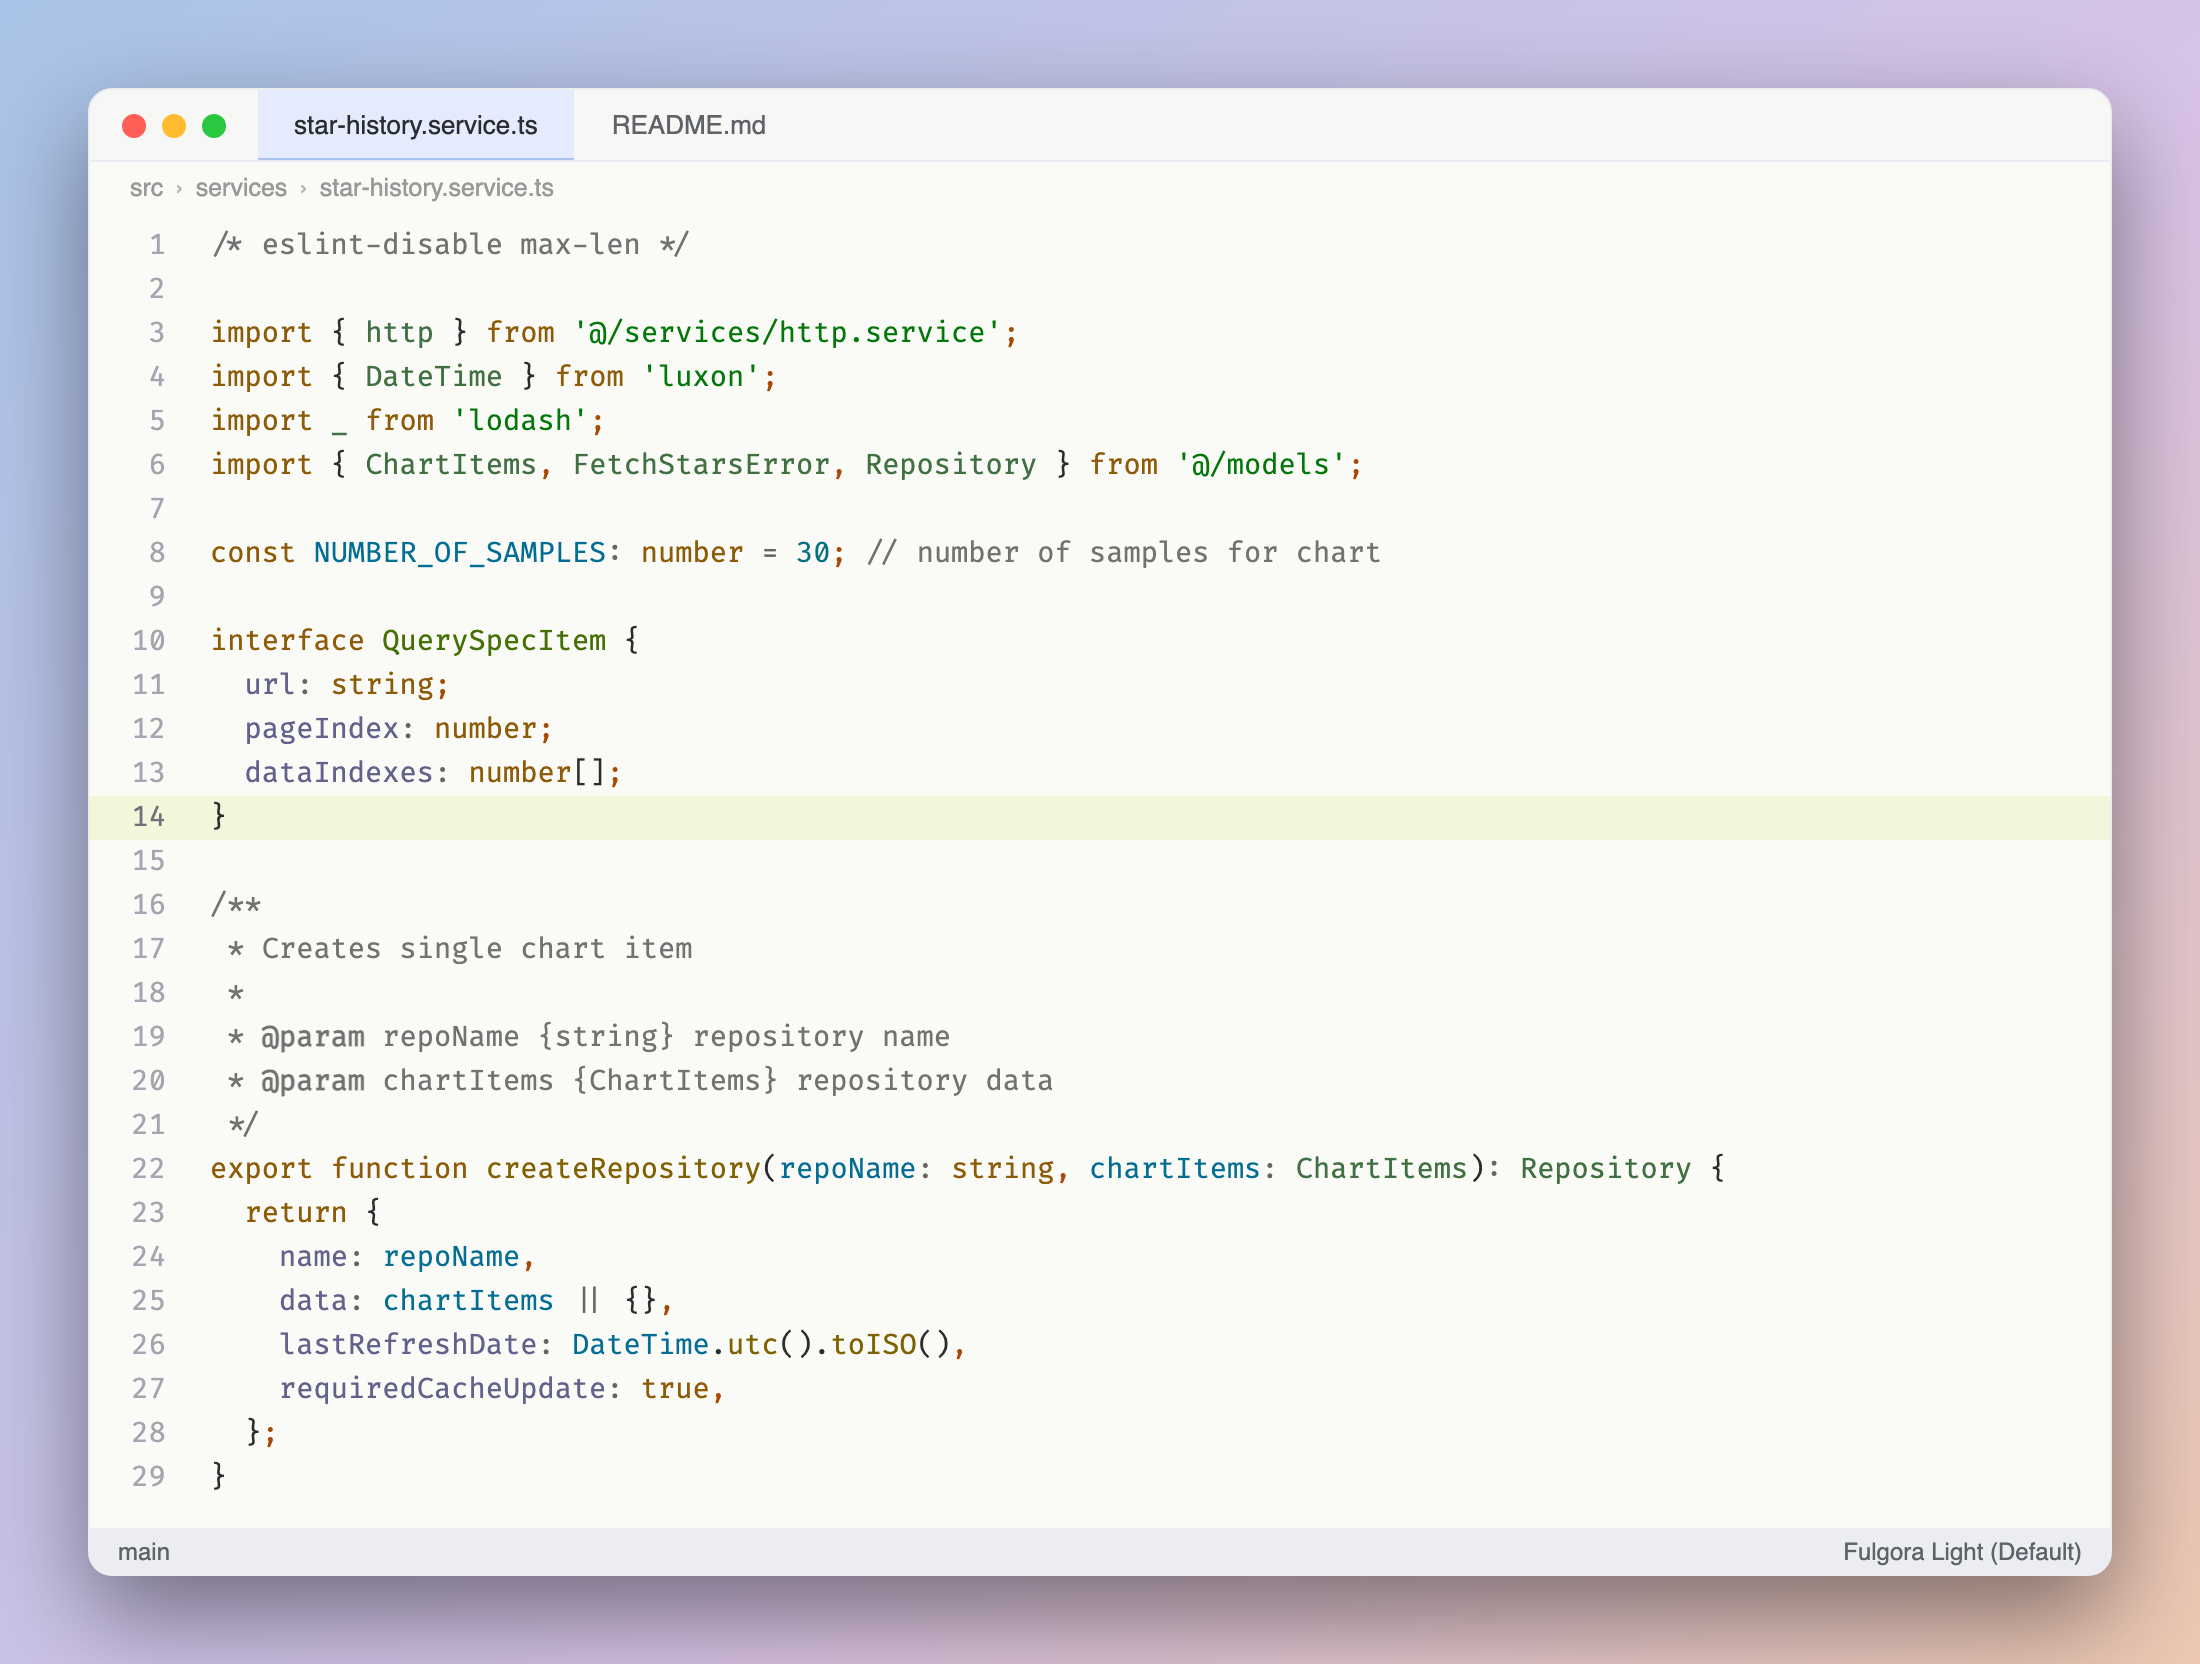 star-history.service.ts README.md
src › services › star-history.service.ts
1 /* eslint-disable max-len */
2
3 import { http } from '@/services/http.service';
4 import { DateTime } from 'luxon';
5 import _ from 'lodash';
6 import { ChartItems, FetchStarsError, Repository } from '@/models';
7
8 const NUMBER_OF_SAMPLES: number = 30; // number of samples for chart
9
10 interface QuerySpecItem {
11   url: string;
12   pageIndex: number;
13   dataIndexes: number[];
14 }
15
16 /**
17  * Creates single chart item
18  *
19  * @param repoName {string} repository name
20  * @param chartItems {ChartItems} repository data
21  */
22 export function createRepository(repoName: string, chartItems: ChartItems): Repository {
23   return {
24     name: repoName,
25     data: chartItems || {},
26     lastRefreshDate: DateTime.utc().toISO(),
27     requiredCacheUpdate: true,
28   };
29 }
main Fulgora Light (Default)